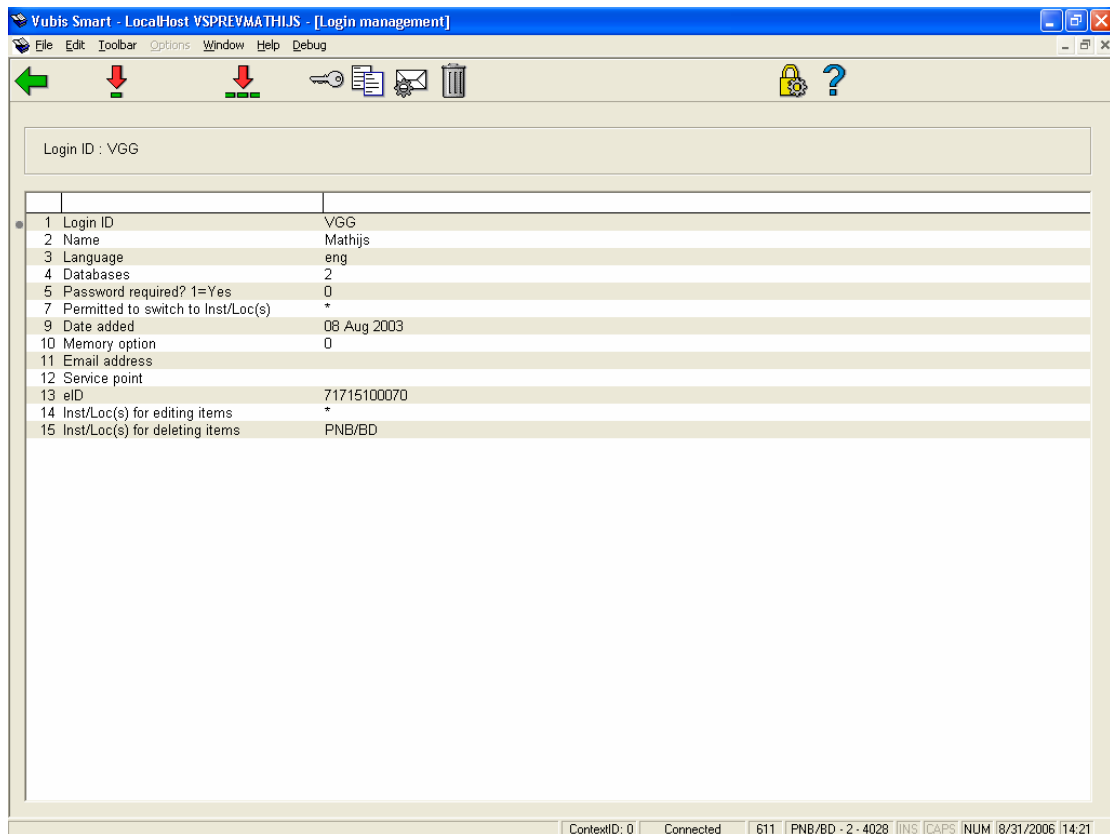 Vubis Smart - LocalHost VSPREVMATHIJS - [Login management]
File Edit Toolbar Options Window Help Debug
Login ID : VGG
1 Login ID VGG
2 Name Mathijs
3 Language eng
4 Databases 2
5 Password required? 1=Yes 0
7 Permitted to switch to Inst/Loc(s) *
9 Date added 08 Aug 2003
10 Memory option 0
11 Email address
12 Service point
13 eID 71715100070
14 Inst/Loc(s) for editing items *
15 Inst/Loc(s) for deleting items PNB/BD
ContextID: 0 Connected 611 PNB/BD - 2 - 4028 INS CAPS NUM 8/31/2006 14:21